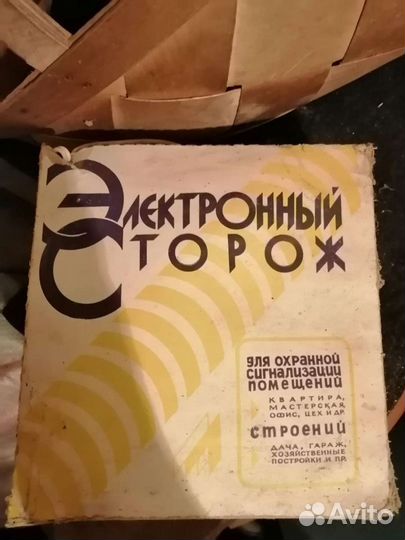 Электронный
Сторож
для охранной
сигнализации
помещений
квартира,
мастерская,
офис, цех и др.
строений
дача, гараж,
хозяйственные
постройки и пр.
Avito